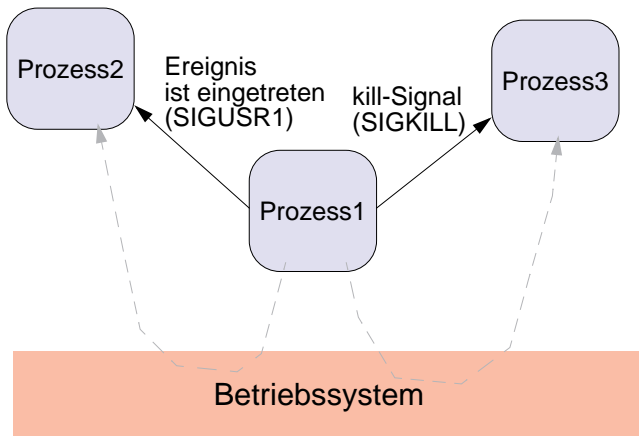 Prozess2
Ereignis
ist eingetreten
(SIGUSR1)
kill-Signal
(SIGKILL)
Prozess3
Prozess1
Betriebssystem